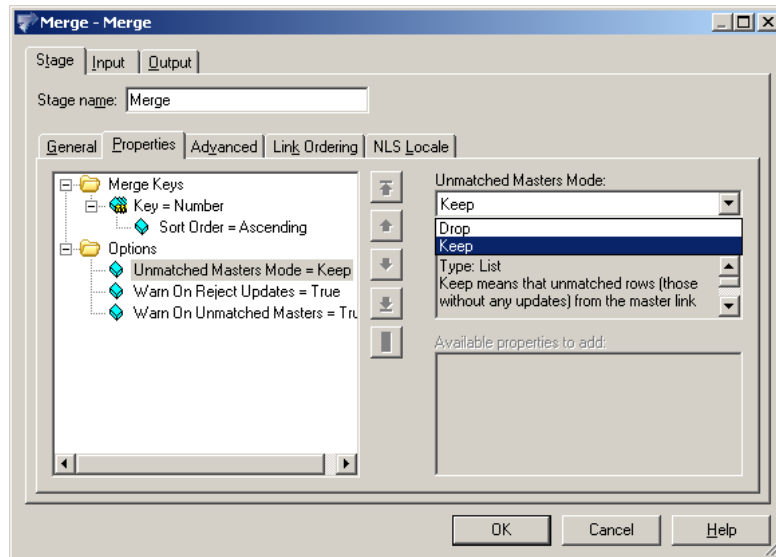 Merge - Merge
Stage Input Output
Stage name: Merge
General Properties Advanced Link Ordering NLS Locale
Merge Keys
Key = Number
Sort Order = Ascending
Options
Unmatched Masters Mode = Keep
Warn On Reject Updates = True
Warn On Unmatched Masters = Tru
Unmatched Masters Mode:
Keep
Drop
Keep
Type: List
Keep means that unmatched rows (those
without any updates) from the master link
Available properties to add:
OK Cancel Help